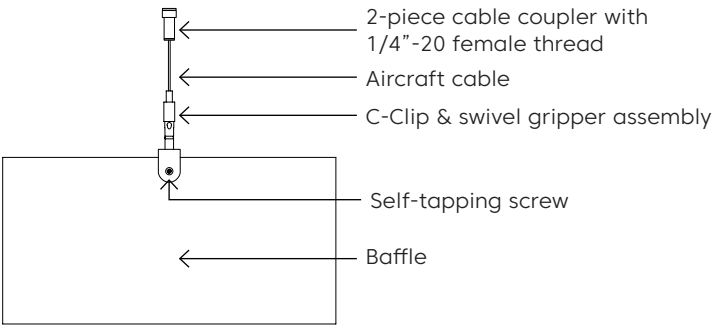 2-piece cable coupler with
1/4”-20 female thread
Aircraft cable
C-Clip & swivel gripper assembly
Self-tapping screw
Baffle